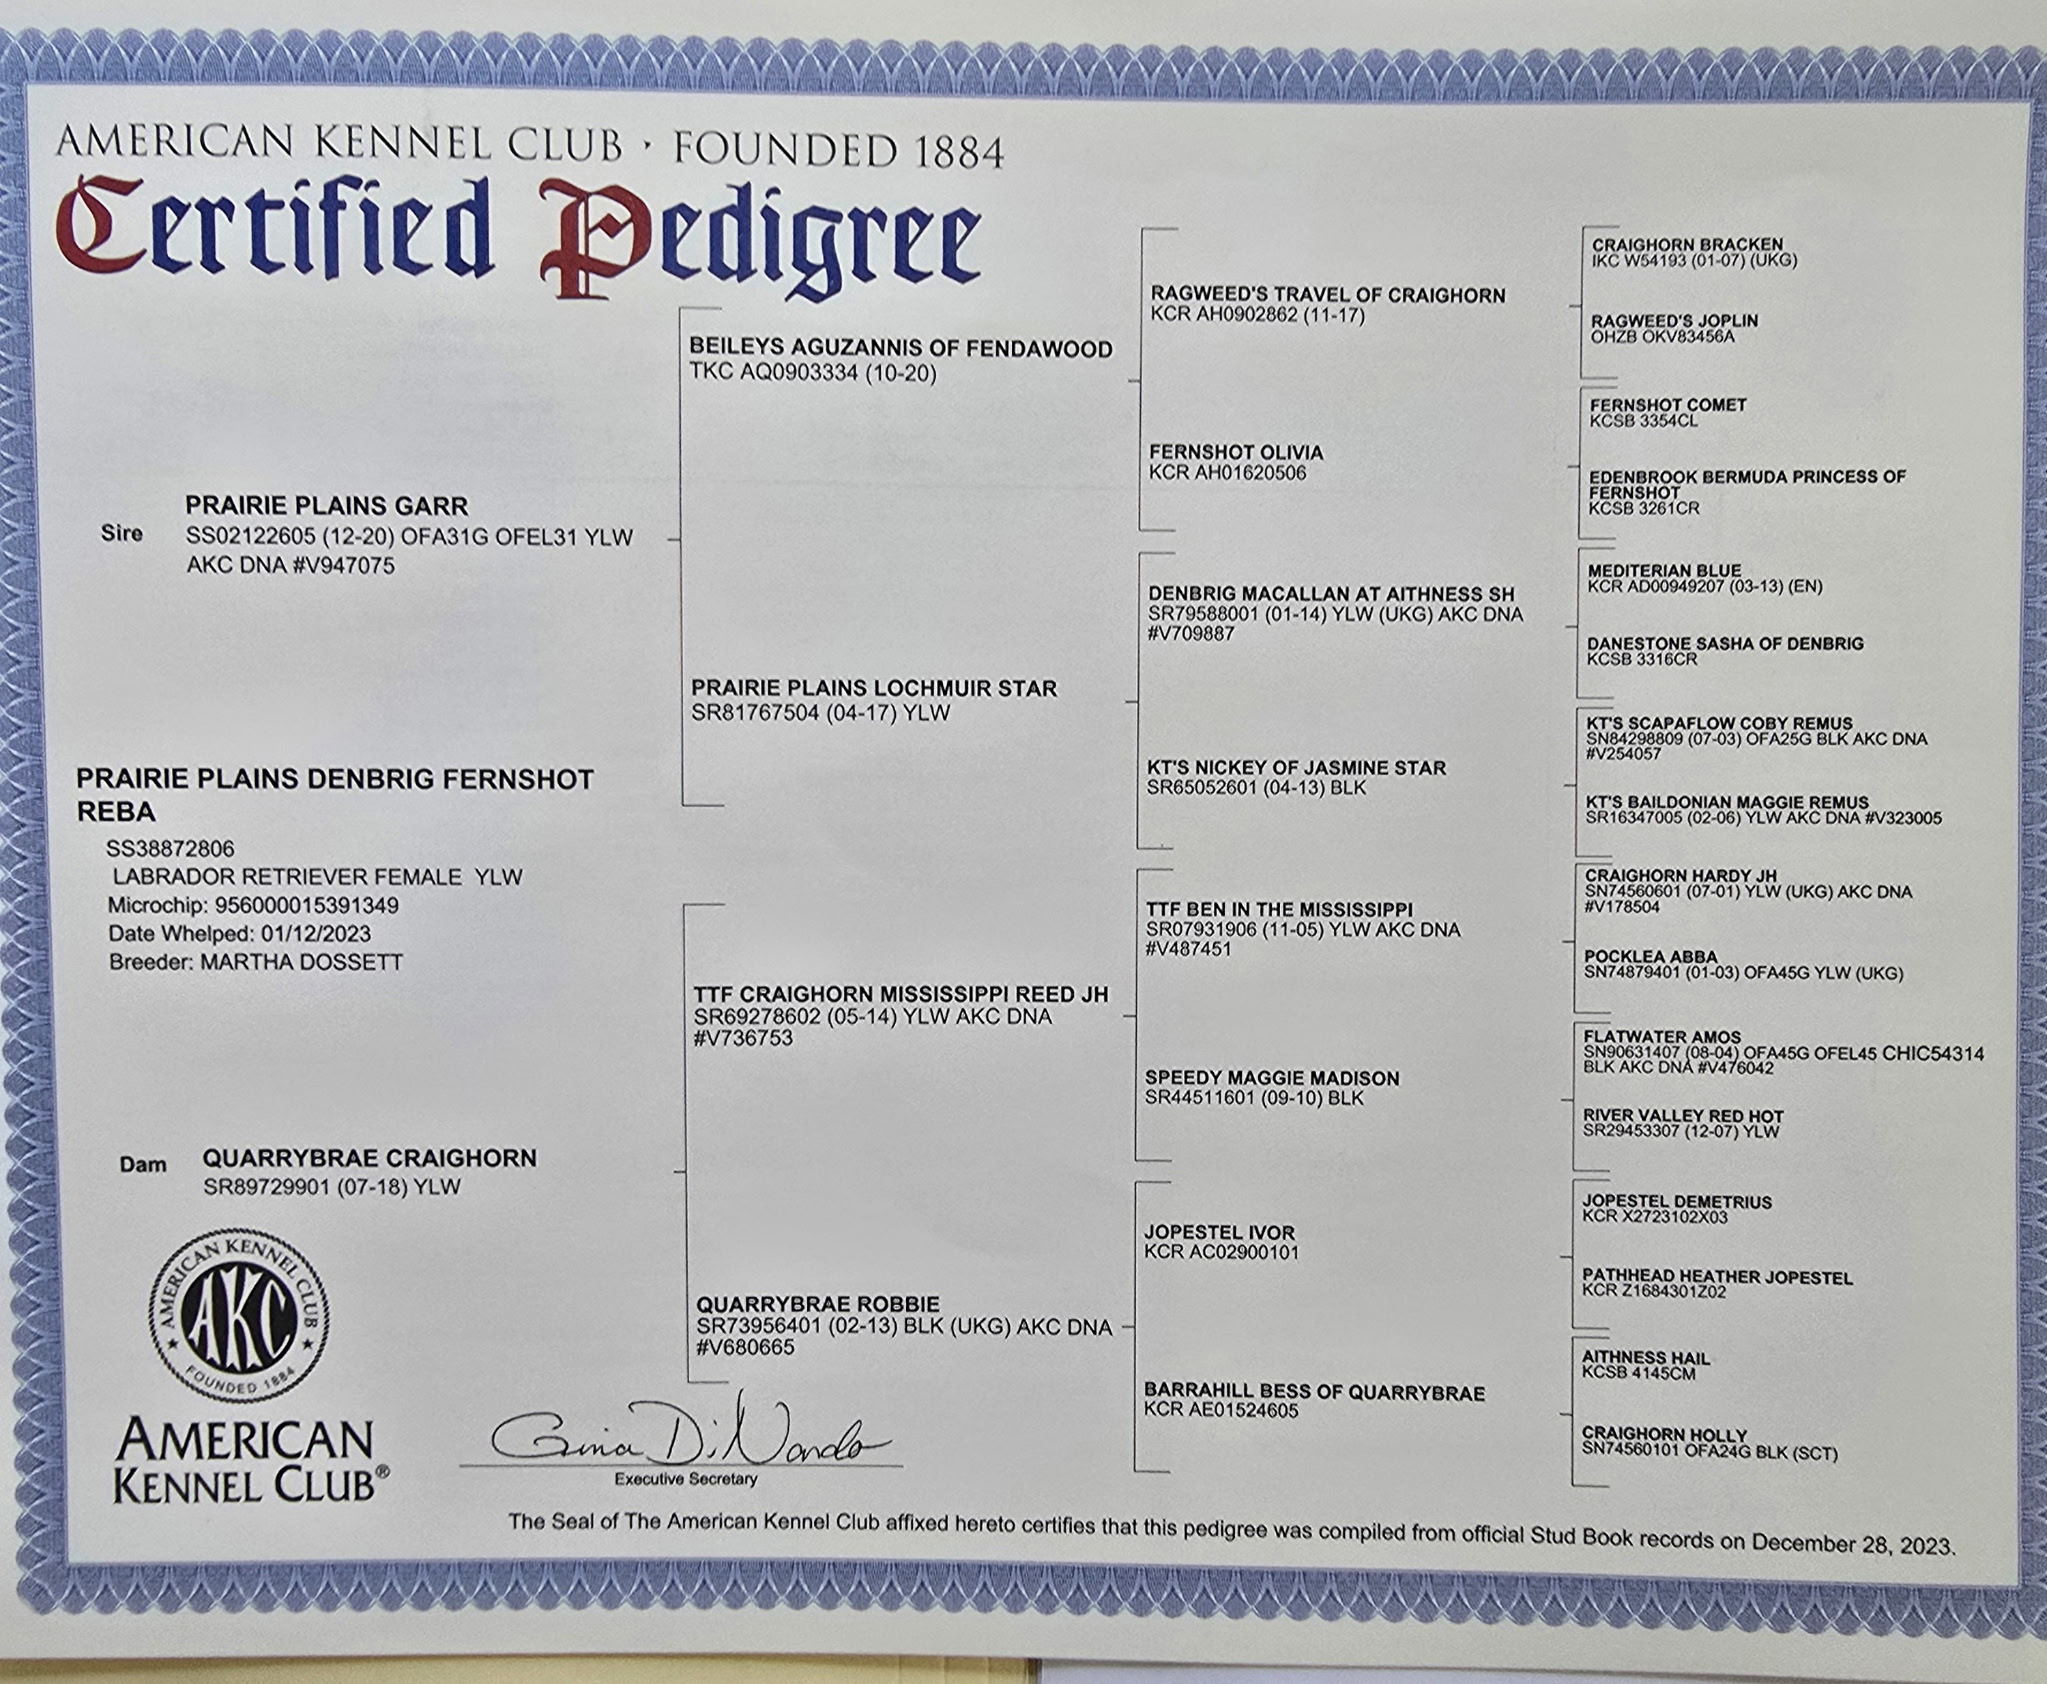 AMERICAN KENNEL CLUB · FOUNDED 1884
Certified Pedigree
Sire
PRAIRIE PLAINS GARR
SS02122605 (12-20) OFA31G OFEL31 YLW
AKC DNA #V947075
PRAIRIE PLAINS DENBRIG FERNSHOT
REBA
SS38872806
LABRADOR RETRIEVER FEMALE YLW
Microchip: 956000015391349
Date Whelped: 01/12/2023
Breeder: MARTHA DOSSETT
Dam
QUARRYBRAE CRAIGHORN
SR89729901 (07-18) YLW
BEILEYS AGUZANNIS OF FENDAWOOD
TKC AQ0903334 (10-20)
PRAIRIE PLAINS LOCHMUIR STAR
SR81767504 (04-17) YLW
TTF CRAIGHORN MISSISSIPPI REED JH
SR69278602 (05-14) YLW AKC DNA
#V736753
QUARRYBRAE ROBBIE
SR73956401 (02-13) BLK (UKG) AKC DNA
#V680665
RAGWEED'S TRAVEL OF CRAIGHORN
KCR AH0902862 (11-17)
FERNSHOT OLIVIA
KCR AH01620506
DENBRIG MACALLAN AT AITHNESS SH
SR79588001 (01-14) YLW (UKG) AKC DNA
#V709887
KT'S NICKEY OF JASMINE STAR
SR65052601 (04-13) BLK
TTF BEN IN THE MISSISSIPPI
SR07931906 (11-05) YLW AKC DNA
#V487451
SPEEDY MAGGIE MADISON
SR44511601 (09-10) BLK
JOPESTEL IVOR
KCR AC02900101
BARRAHILL BESS OF QUARRYBRAE
KCR AE01524605
CRAIGHORN BRACKEN
IKC W54193 (01-07) (UKG)
RAGWEED'S JOPLIN
OHZB OKV83456A
FERNSHOT COMET
KCSB 3354CL
EDENBROOK BERMUDA PRINCESS OF
FERNSHOT
KCSB 3261CR
MEDITERIAN BLUE
KCR AD00949207 (03-13) (EN)
DANESTONE SASHA OF DENBRIG
KCSB 3316CR
KT'S SCAPAFLOW COBY REMUS
SN84298809 (07-03) OFA25G BLK AKC DNA
#V254057
KT'S BAILDONIAN MAGGIE REMUS
SR16347005 (02-06) YLW AKC DNA #V323005
CRAIGHORN HARDY JH
SN74560601 (07-01) YLW (UKG) AKC DNA
#V178504
POCKLEA ABBA
SN74879401 (01-03) OFA45G YLW (UKG)
FLATWATER AMOS
SN90631407 (08-04) OFA45G OFEL45 CHIC54314
BLK AKC DNA #V476042
RIVER VALLEY RED HOT
SR29453307 (12-07) YLW
JOPESTEL DEMETRIUS
KCR X2723102X03
PATHHEAD HEATHER JOPESTEL
KCR Z1684301Z02
AITHNESS HAIL
KCSB 4145CM
CRAIGHORN HOLLY
SN74560101 OFA24G BLK (SCT)
AMERICAN KENNEL CLUB
AKC
FOUNDED 1884
AMERICAN
KENNEL CLUB®
Gina DiNardo
Executive Secretary
The Seal of The American Kennel Club affixed hereto certifies that this pedigree was compiled from official Stud Book records on December 28, 2023.